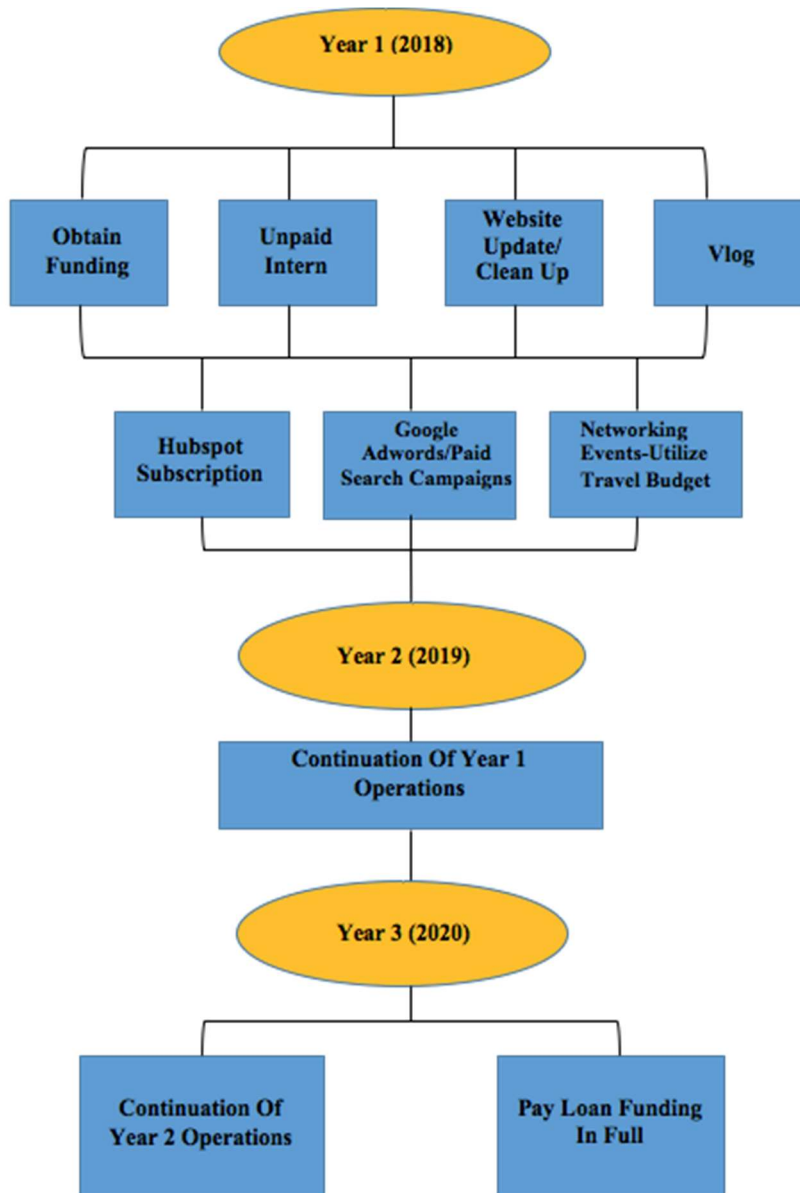 Year 1 (2018)
Obtain
Funding
Unpaid
Intern
Website
Update/
Clean Up
Vlog
Hubspot
Subscription
Google
Adwords/Paid
Search Campaigns
Networking
Events-Utilize
Travel Budget
Year 2 (2019)
Continuation Of Year 1
Operations
Year 3 (2020)
Continuation Of
Year 2 Operations
Pay Loan Funding
In Full